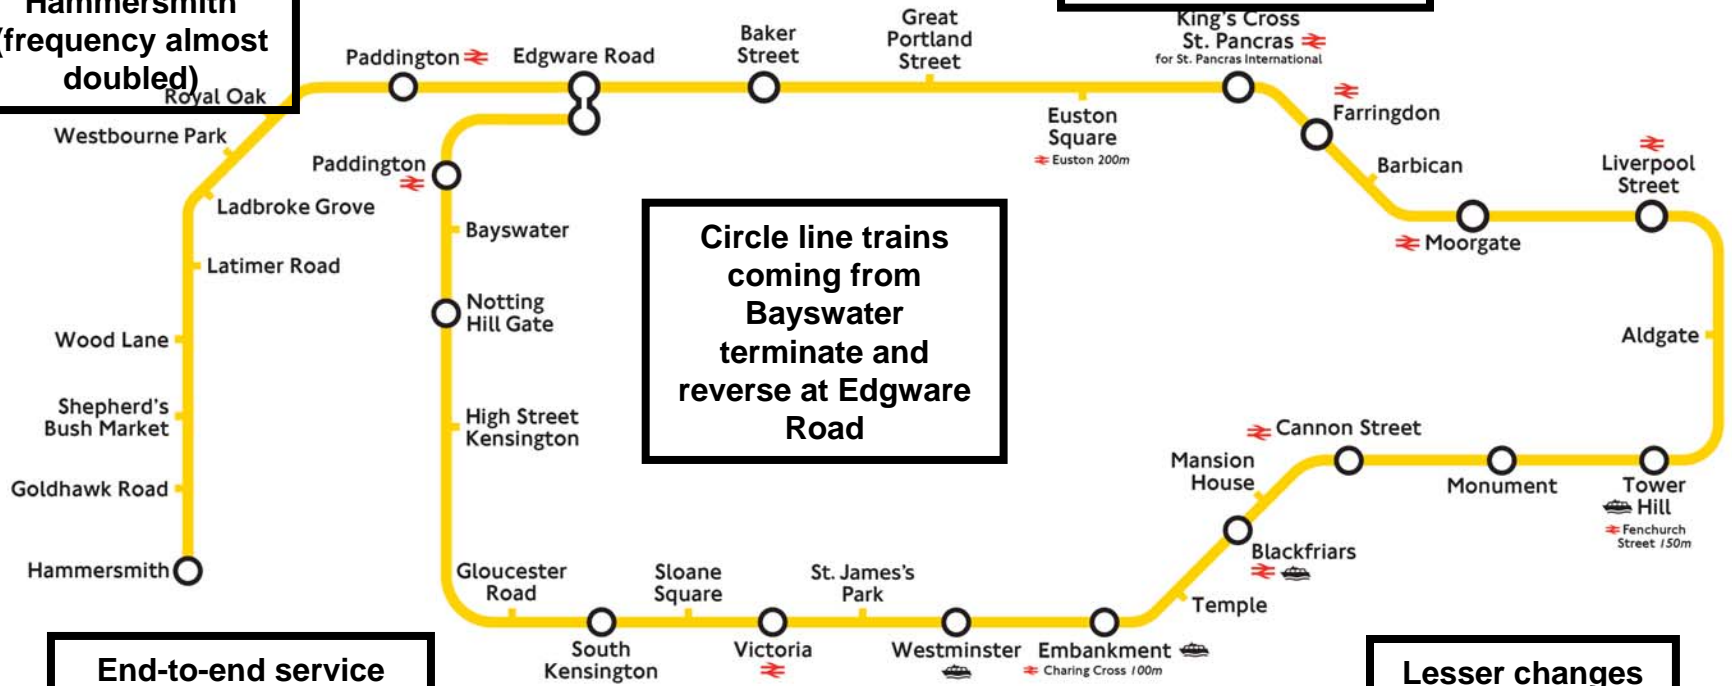 Hammersmith
(frequency almost
doubled)
Royal Oak
Westbourne Park
Paddington
Edgware Road
Baker
Street
Great
Portland
Street
King's Cross
St. Pancras
for St. Pancras International
Euston
Square
Euston 200m
Farringdon
Barbican
Liverpool
Street
Moorgate
Paddington
Ladbroke Grove
Bayswater
Latimer Road
Notting
Hill Gate
Wood Lane
Circle line trains
coming from
Bayswater
terminate and
reverse at Edgware
Road
Aldgate
Shepherd's
Bush Market
High Street
Kensington
Goldhawk Road
Hammersmith
Cannon Street
Mansion
House
Monument
Tower
Hill
Fenchurch
Street 150m
Blackfriars
Temple
Gloucester
Road
Sloane
Square
St. James's
Park
South
Kensington
Victoria
Westminster
Embankment
Charing Cross 100m
End-to-end service
Lesser changes